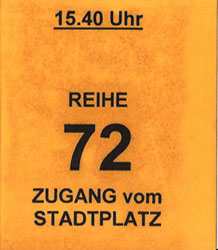 15.40 Uhr
REIHE
72
ZUGANG vom
STADTPLATZ